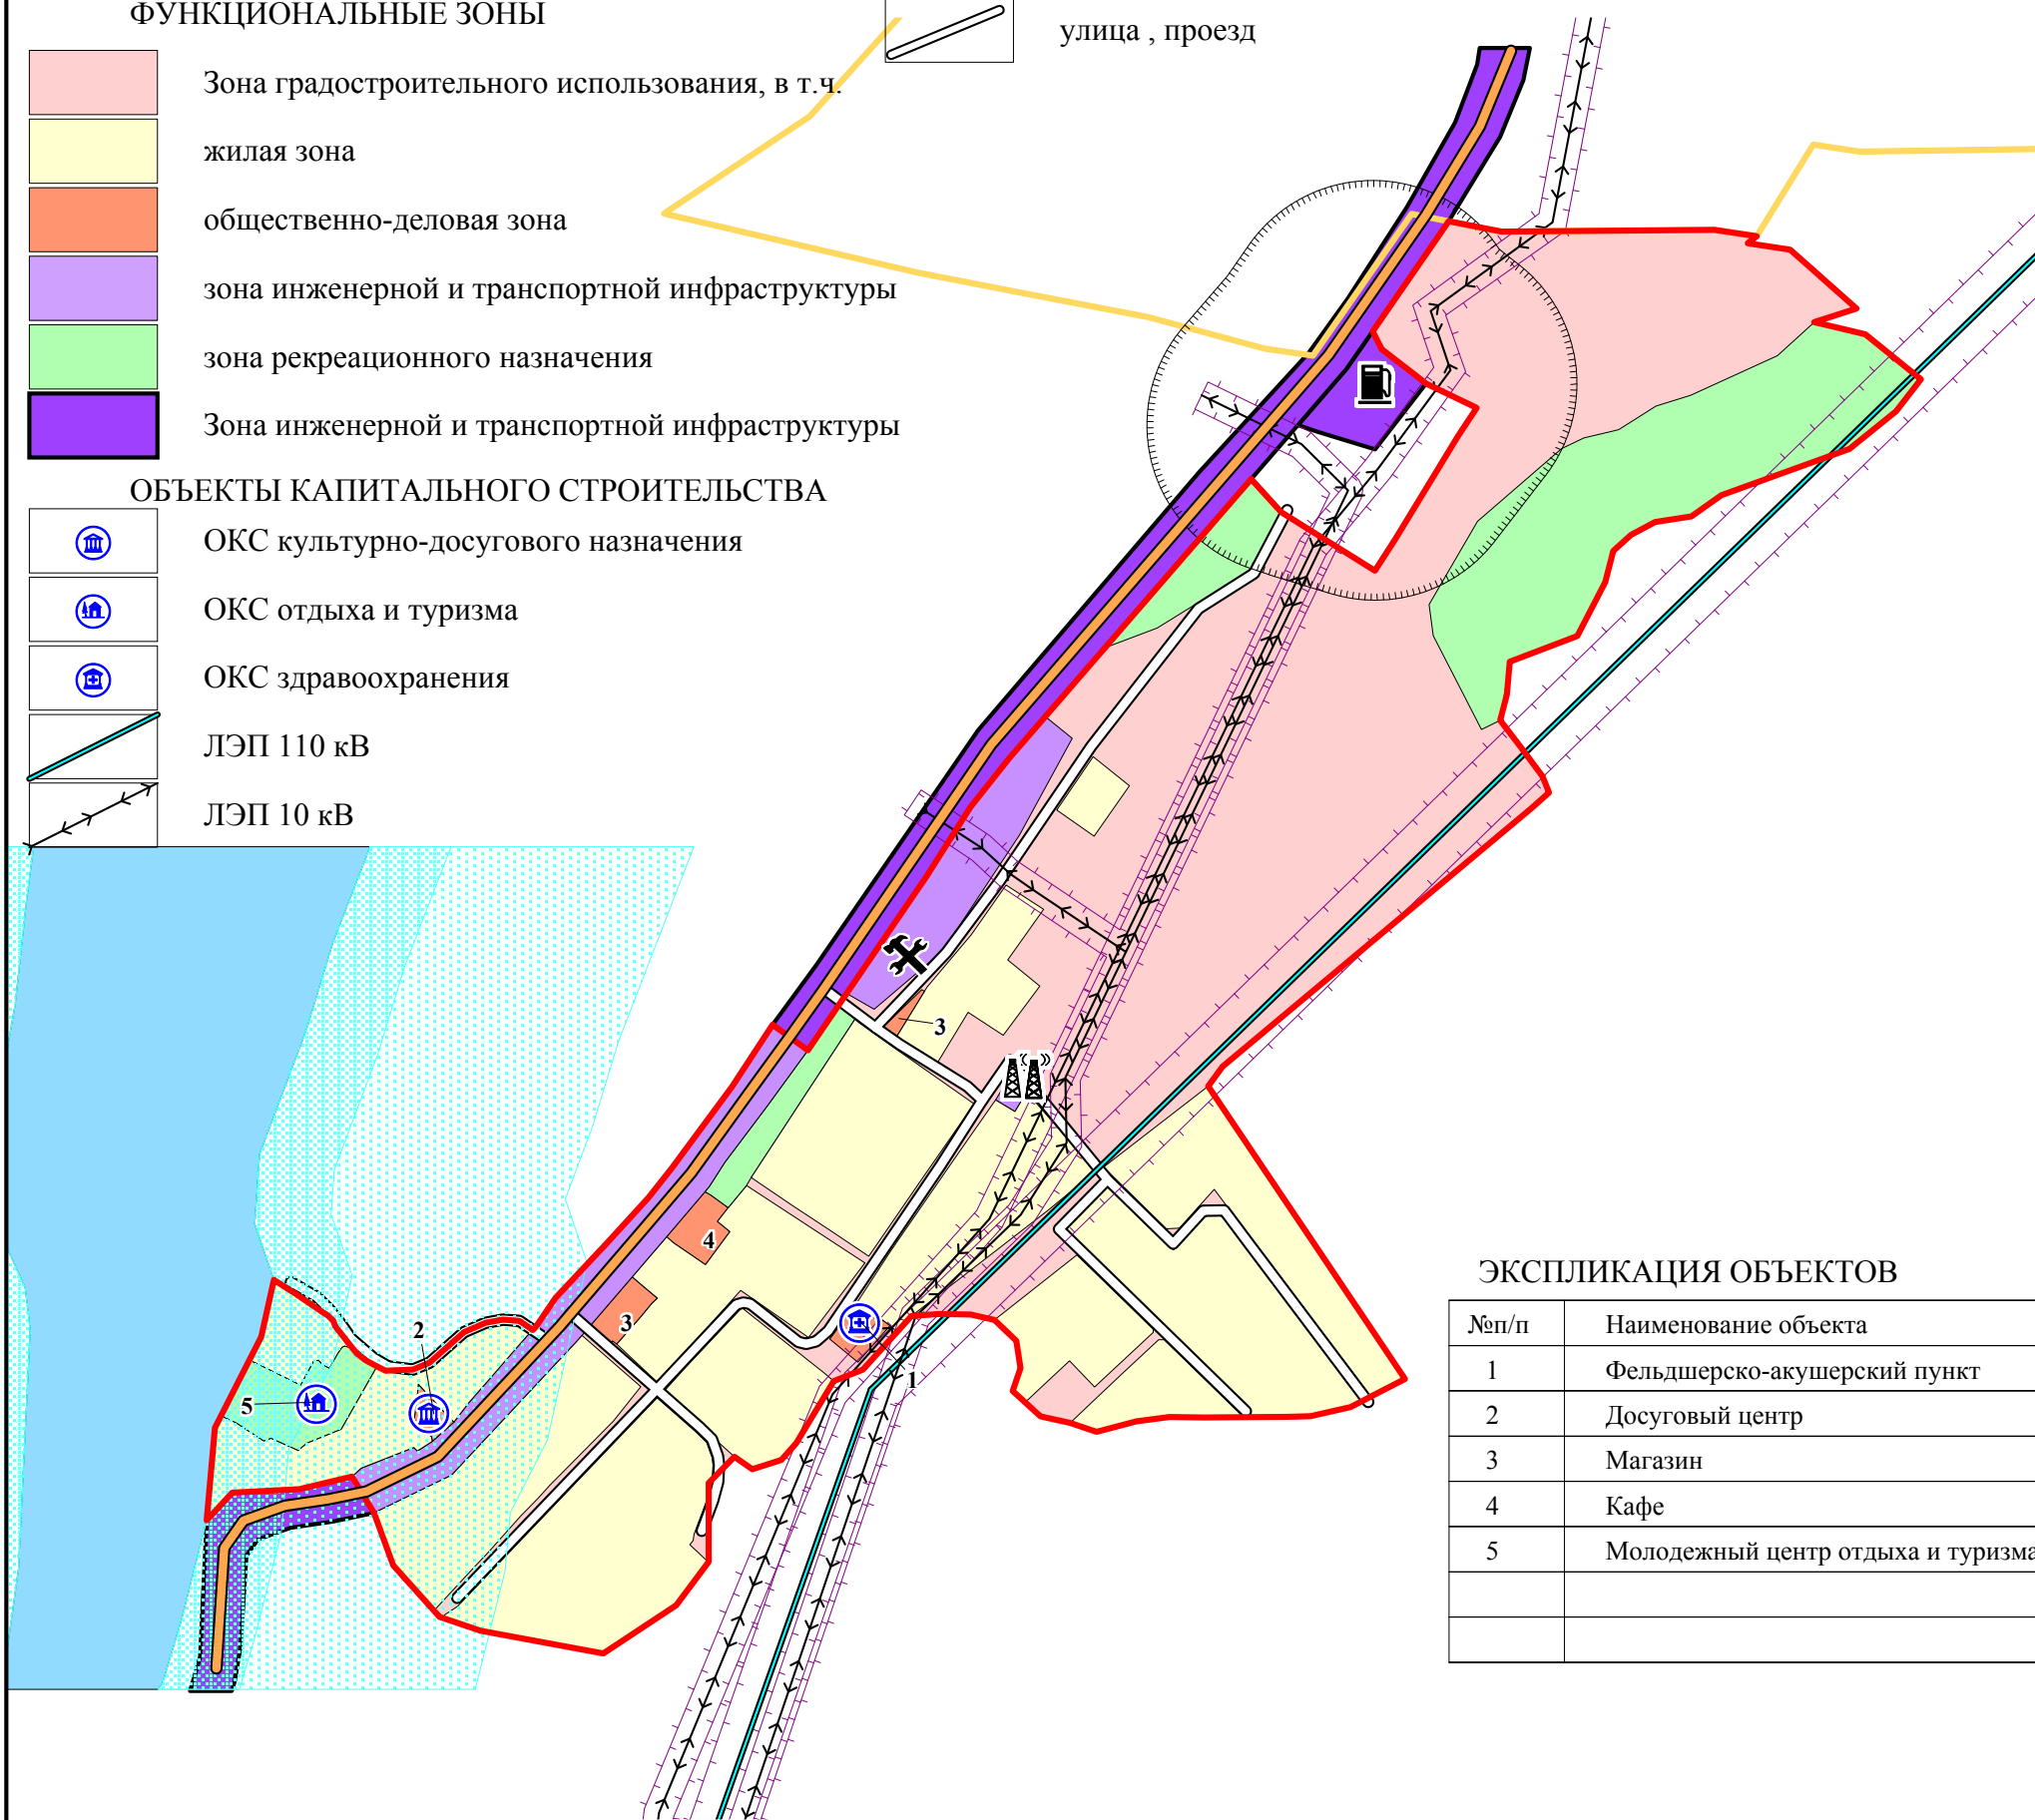 ФУНКЦИОНАЛЬНЫЕ ЗОНЫ
Зона градостроительного использования, в т.ч.
жилая зона
общественно-деловая зона
зона инженерной и транспортной инфраструктуры
зона рекреационного назначения
Зона инженерной и транспортной инфраструктуры
ОБЪЕКТЫ КАПИТАЛЬНОГО СТРОИТЕЛЬСТВА
ОКС культурно-досугового назначения
ОКС отдыха и туризма
ОКС здравоохранения
ЛЭП 110 кВ
ЛЭП 10 кВ
улица , проезд
3
4
3
2
1
5
ЭКСПЛИКАЦИЯ ОБЪЕКТОВ
№п/п Наименование объекта
1 Фельдшерско-акушерский пункт
2 Досуговый центр
3 Магазин
4 Кафе
5 Молодежный центр отдыха и туризма